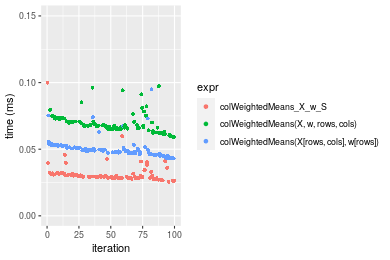 0.15
0.10
0.05
0.00
time (ms)
0
25
50
75
100
iteration
expr
colWeightedMeans_X_w_S
colWeightedMeans(X, w, rows, cols)
colWeightedMeans(X[rows, cols], w[rows])